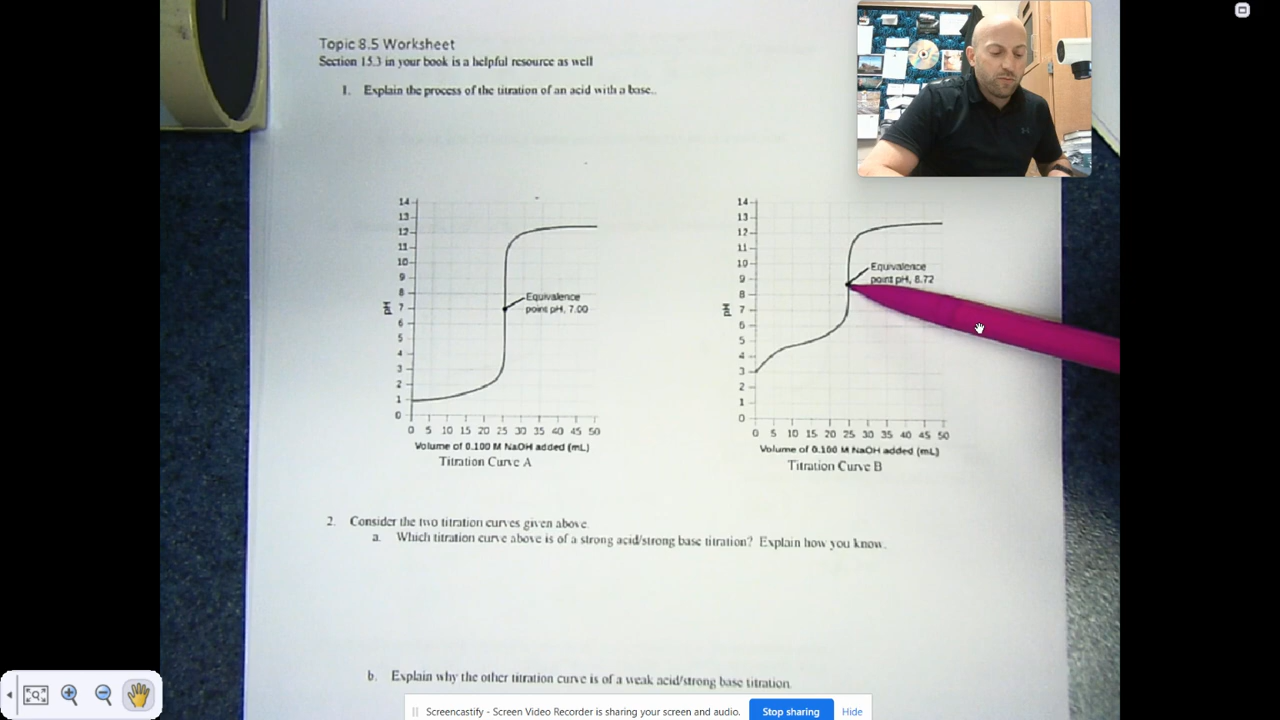 Topic 8.5 Worksheet
Section 15.3 in your book is a helpful resource as well
1. Explain the process of the titration of an acid with a base..
14
13
12
11
10
9
8
7
6
5
4
3
2
1
0
pH
Equivalence
point pH, 7.00
0 5 10 15 20 25 30 35 40 45 50
Volume of 0.100 M NaOH added (mL)
Titration Curve A
14
13
12
11
10
9
8
7
6
5
4
3
2
1
0
pH
Equivalence
point pH, 8.72
0 5 10 15 20 25 30 35 40 45 50
Volume of 0.100 M NaOH added (mL)
Titration Curve B
2. Consider the two titration curves given above.
a. Which titration curve above is of a strong acid/strong base titration? Explain how you know.
b. Explain why the other titration curve is of a weak acid/strong base titration.
Screencastify - Screen Video Recorder is sharing your screen and audio.
Stop sharing
Hide